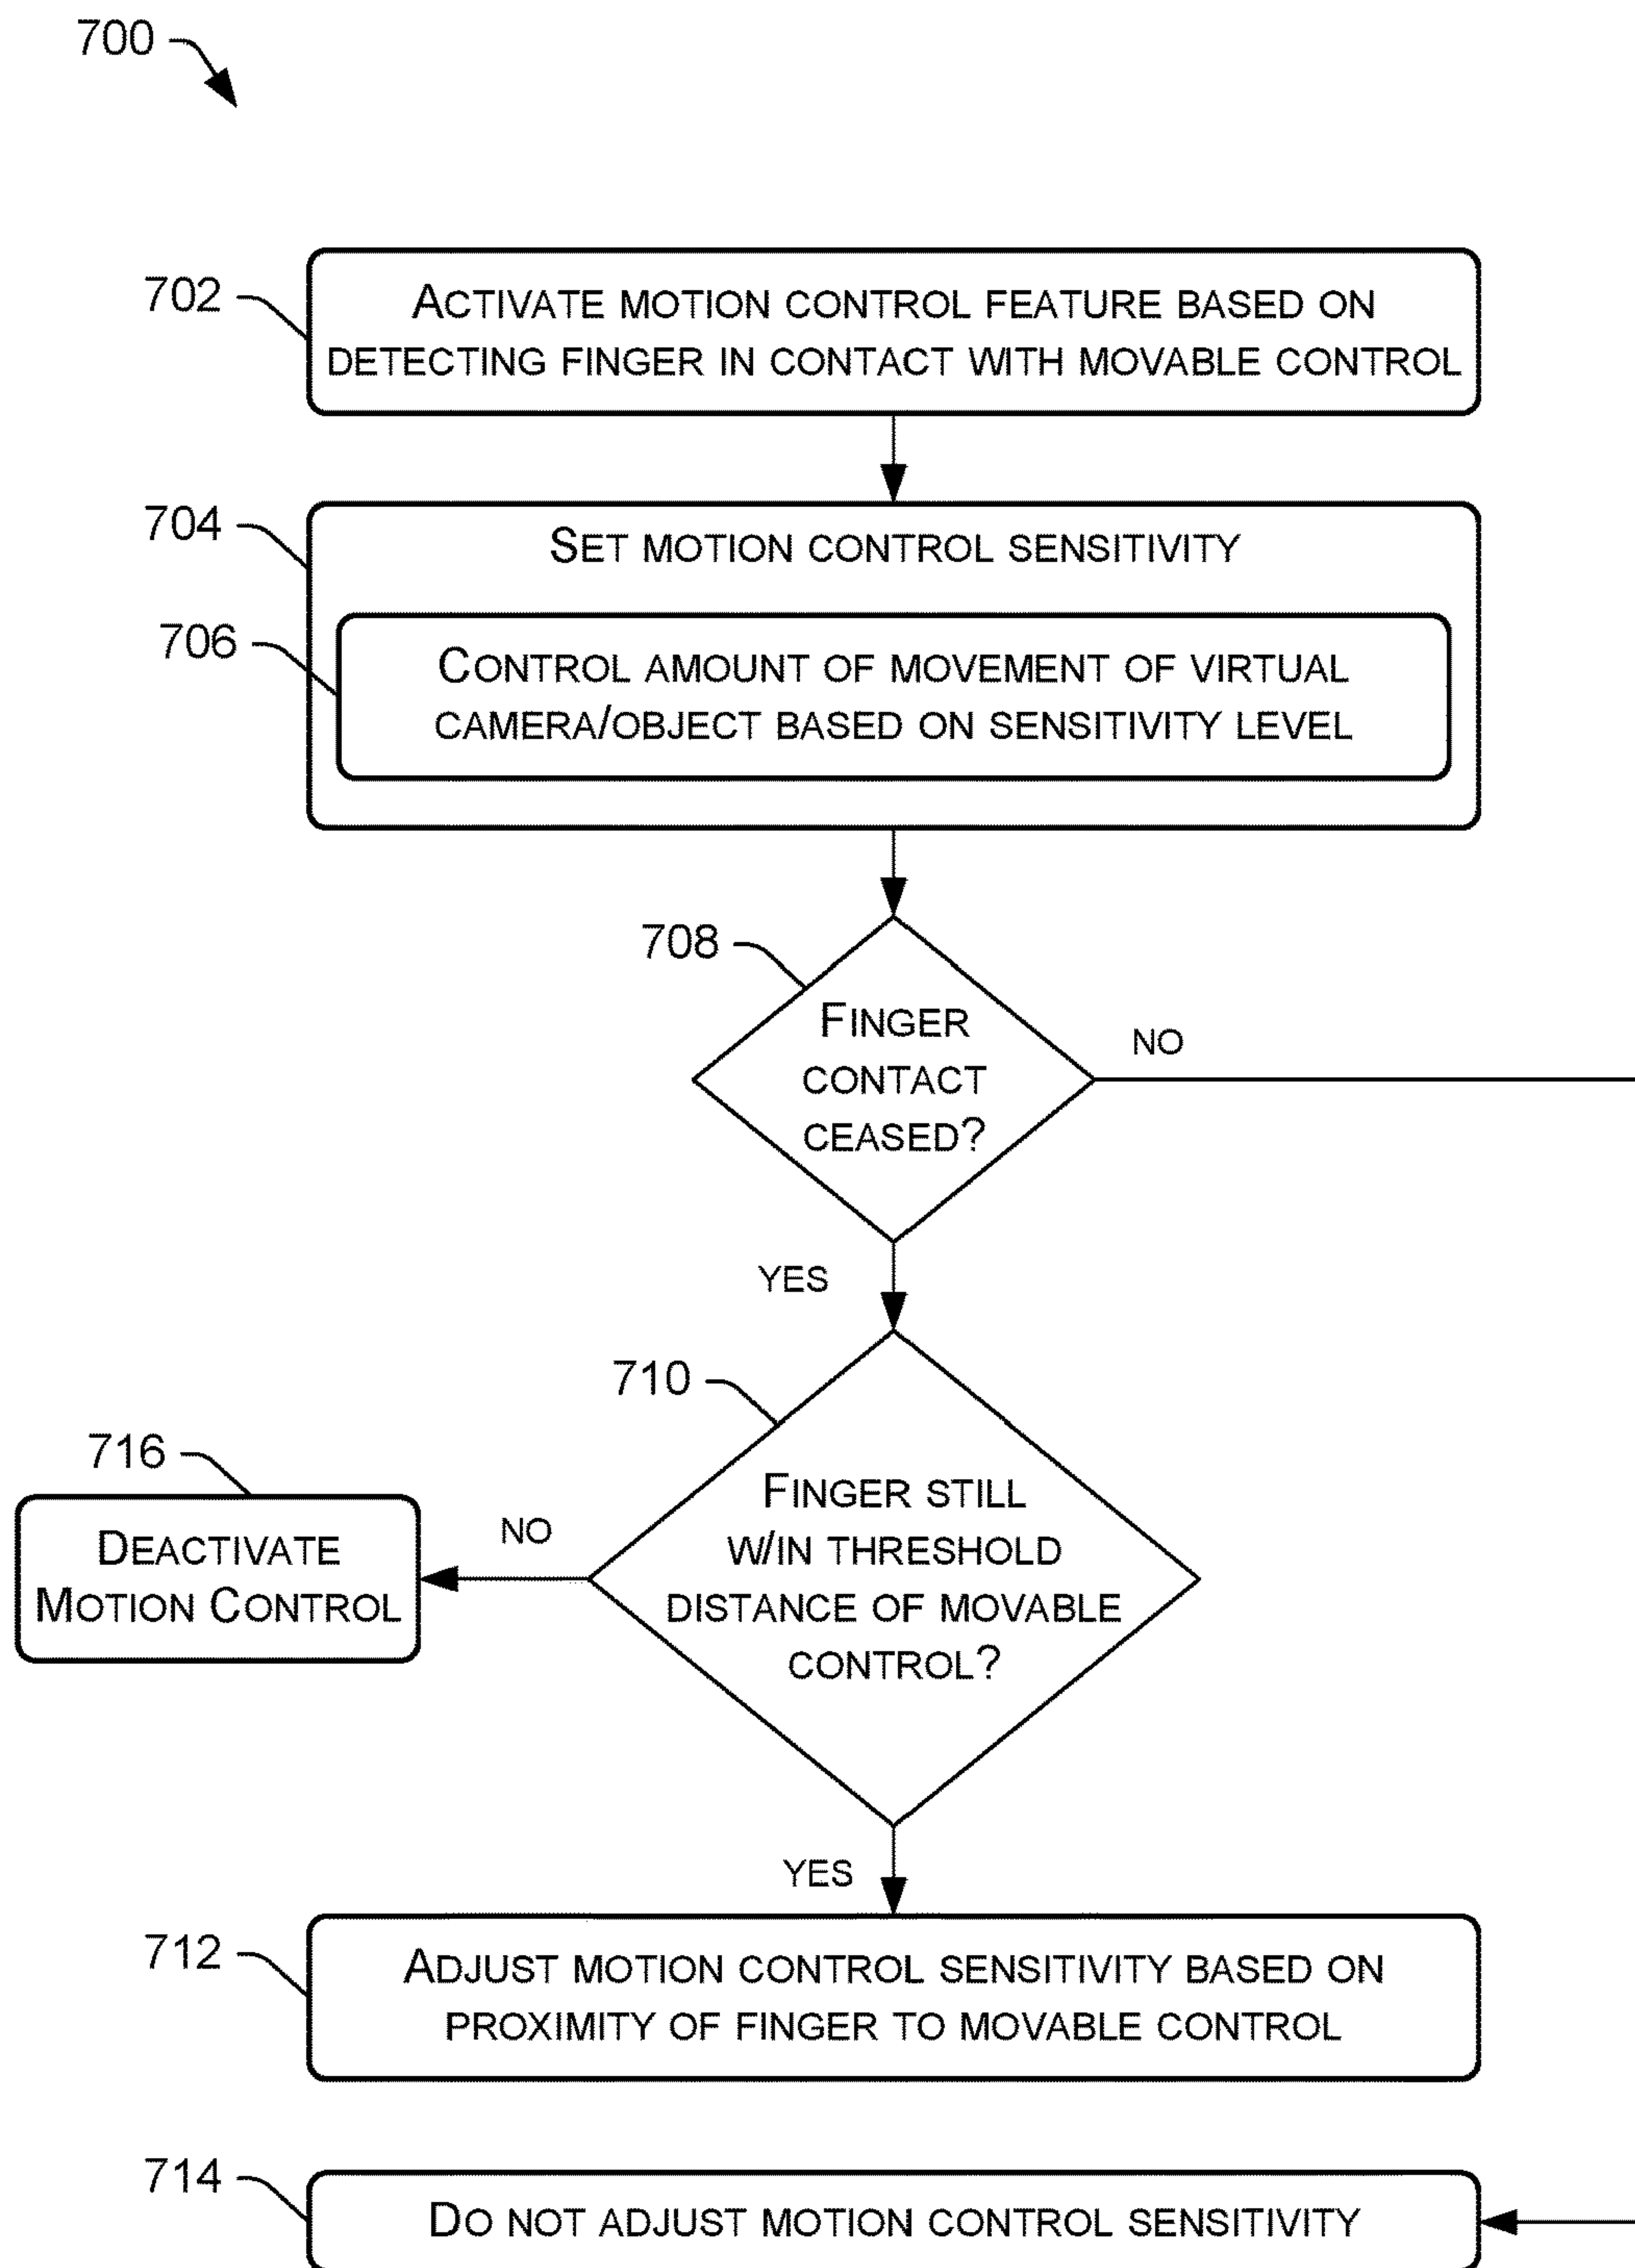 700
702
ACTIVATE MOTION CONTROL FEATURE BASED ON
DETECTING FINGER IN CONTACT WITH MOVABLE CONTROL
704
SET MOTION CONTROL SENSITIVITY
706
CONTROL AMOUNT OF MOVEMENT OF VIRTUAL
CAMERA/OBJECT BASED ON SENSITIVITY LEVEL
708
FINGER
CONTACT
CEASED?
NO
YES
710
FINGER STILL
W/IN THRESHOLD
DISTANCE OF MOVABLE
CONTROL?
NO
716
DEACTIVATE
MOTION CONTROL
YES
712
ADJUST MOTION CONTROL SENSITIVITY BASED ON
PROXIMITY OF FINGER TO MOVABLE CONTROL
714
DO NOT ADJUST MOTION CONTROL SENSITIVITY